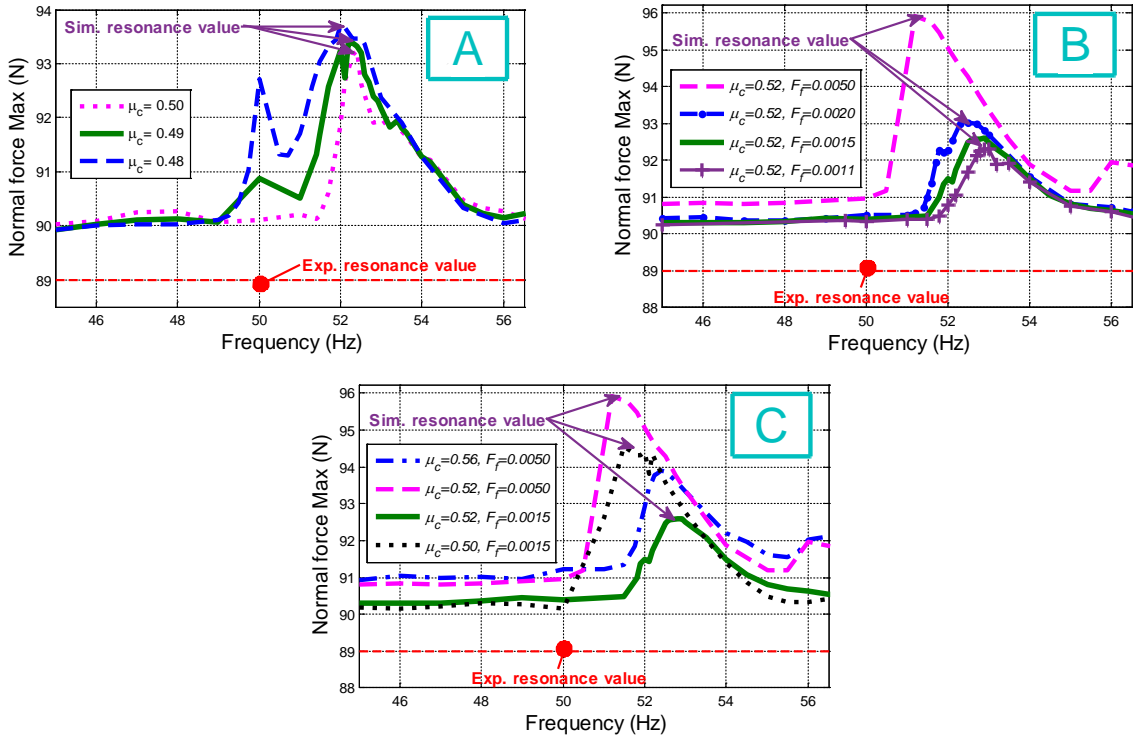 94
93
92
91
90
89
Normal force Max (N)
Sim. resonance value
A
μc= 0.50
μc= 0.49
μc= 0.48
Exp. resonance value
46 48 50 52 54 56
Frequency (Hz)
96
95
94
93
92
91
90
89
88
Normal force Max (N)
Sim. resonance value
B
μc=0.52, Ff=0.0050
μc=0.52, Ff=0.0020
μc=0.52, Ff=0.0015
μc=0.52, Ff=0.0011
Exp. resonance value
46 48 50 52 54 56
Frequency (Hz)
96
95
94
93
92
91
90
89
88
Normal force Max (N)
Sim. resonance value
C
μc=0.56, Ff=0.0050
μc=0.52, Ff=0.0050
μc=0.52, Ff=0.0015
μc=0.50, Ff=0.0015
Exp. resonance value
46 48 50 52 54 56
Frequency (Hz)